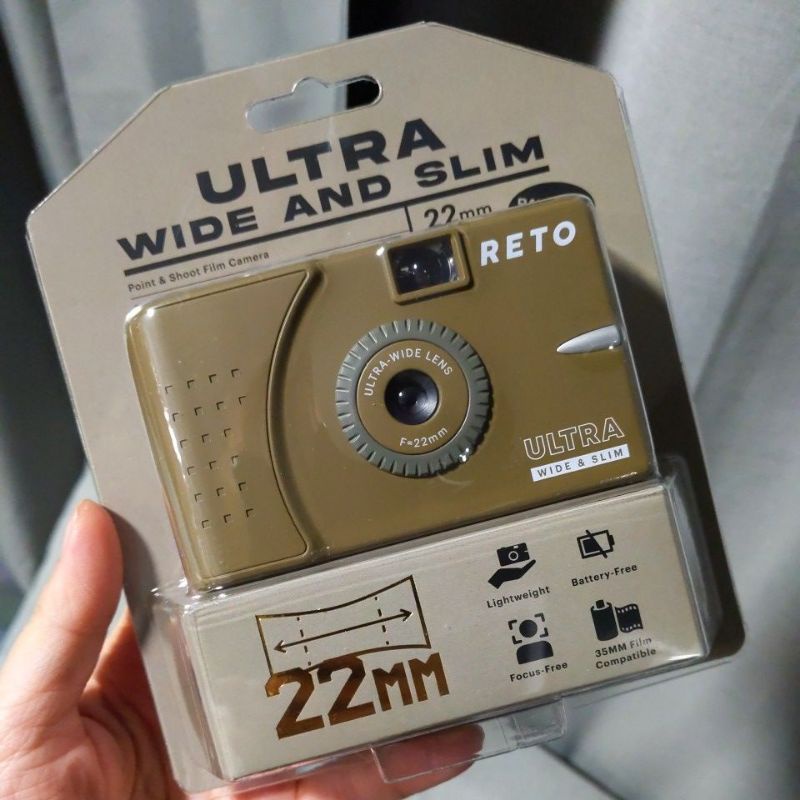 ULTRA
WIDE AND SLIM
Point & Shoot Film Camera
22mm
RETO
ULTRA-WIDE LENS
F=22mm
ULTRA
WIDE & SLIM
22MM
Lightweight
Battery-Free
Focus-Free
35MM Film
Compatible